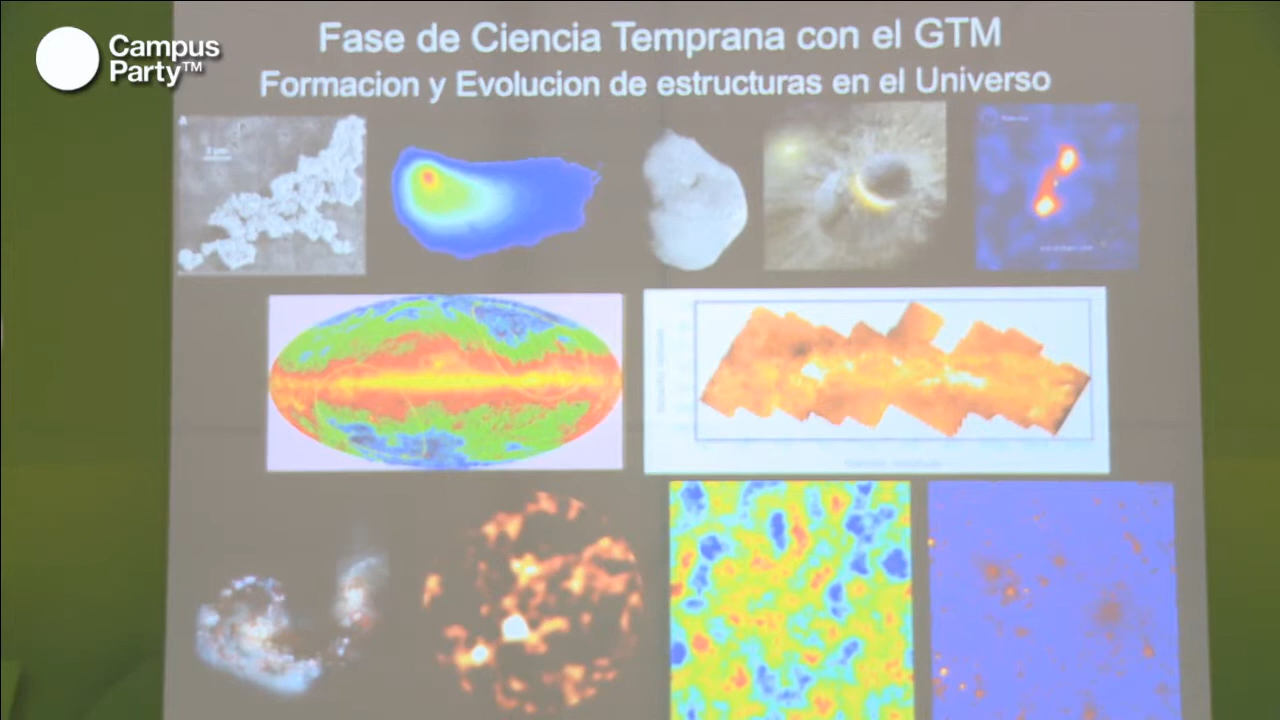 Campus
Party™
Fase de Ciencia Temprana con el GTM
Formacion y Evolucion de estructuras en el Universo
A